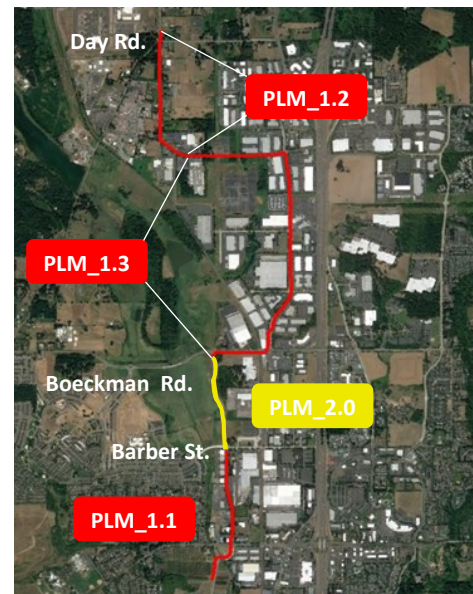 Day Rd.
PLM_1.2
PLM_1.3
Boeckman Rd.
PLM_2.0
Barber St.
PLM_1.1